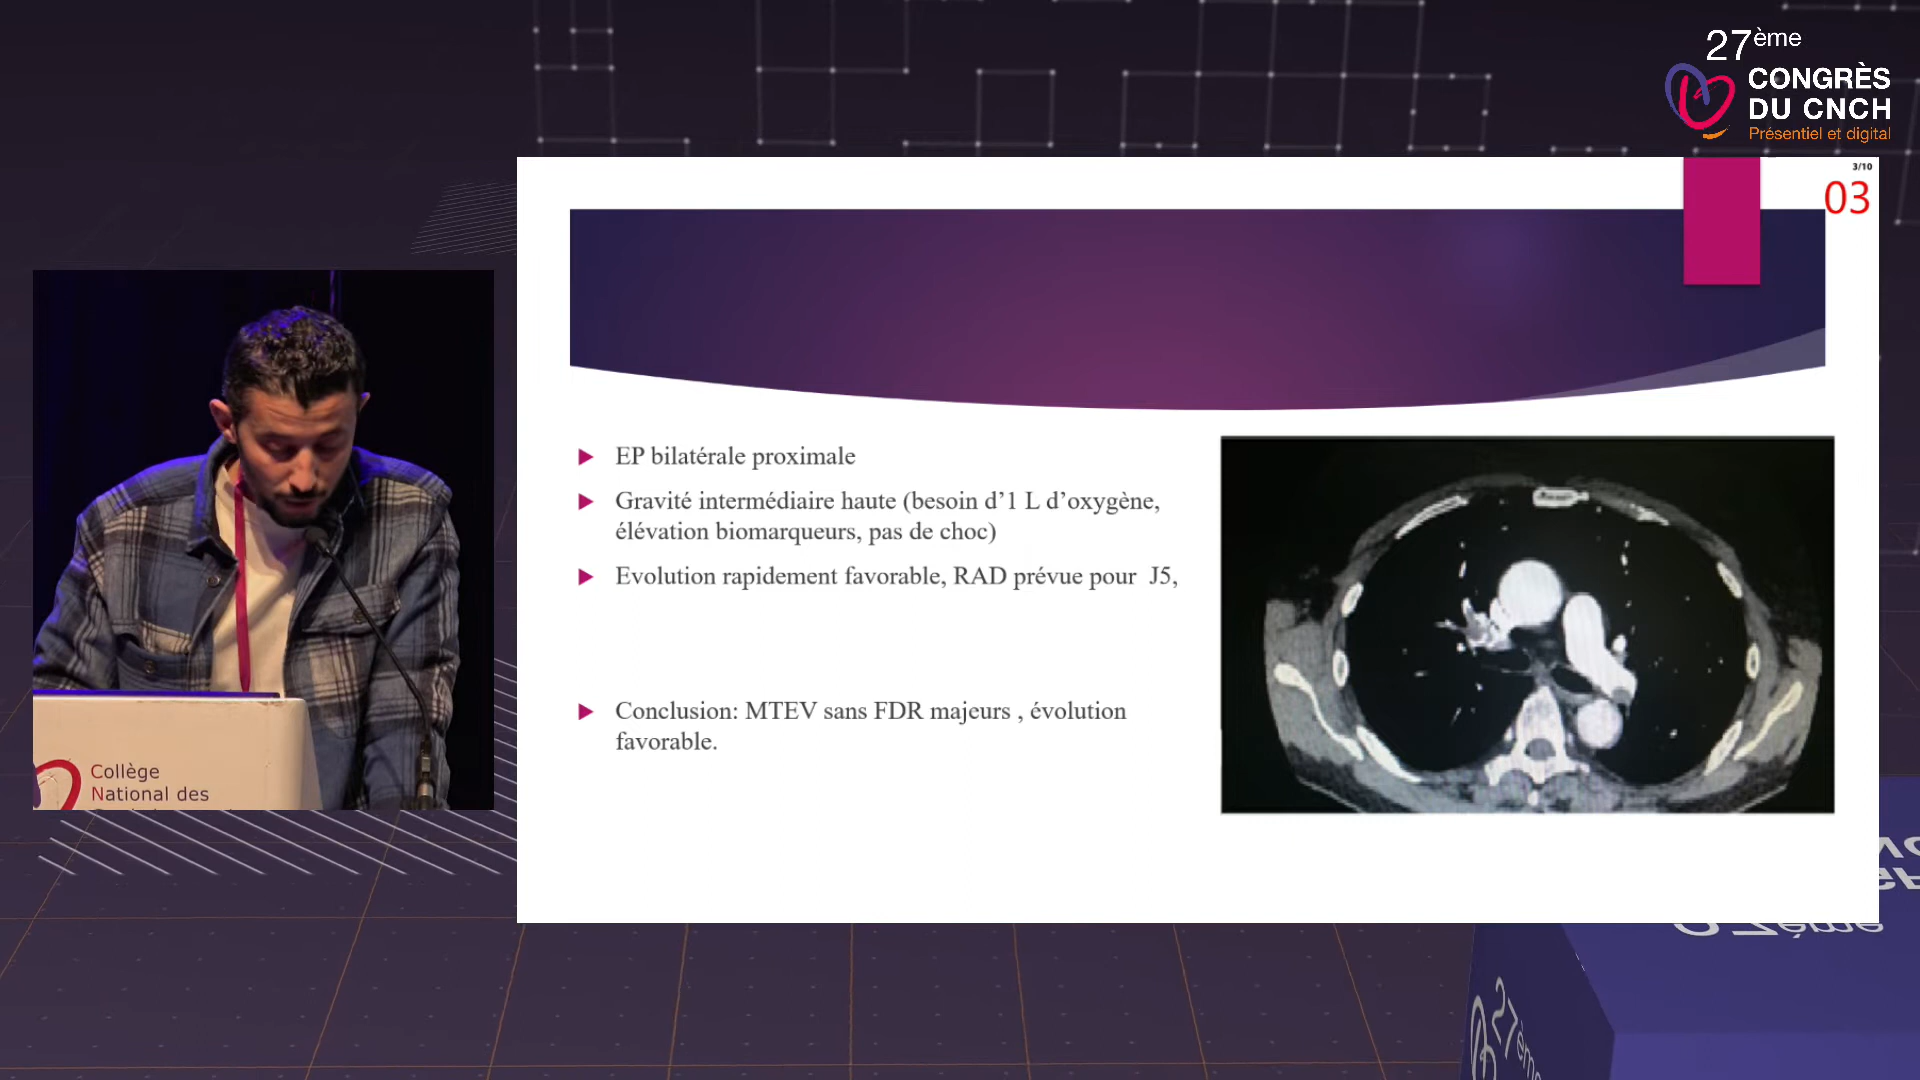 27ème
CONGRÈS
DU CNCH
Présentiel et digital
3/10
03
EP bilatérale proximale
Gravité intermédiaire haute (besoin d’1 L d’oxygène,
élévation biomarqueurs, pas de choc)
Evolution rapidement favorable, RAD prévue pour J5,
Conclusion: MTEV sans FDR majeurs , évolution
favorable.
Collège
National des
27ème